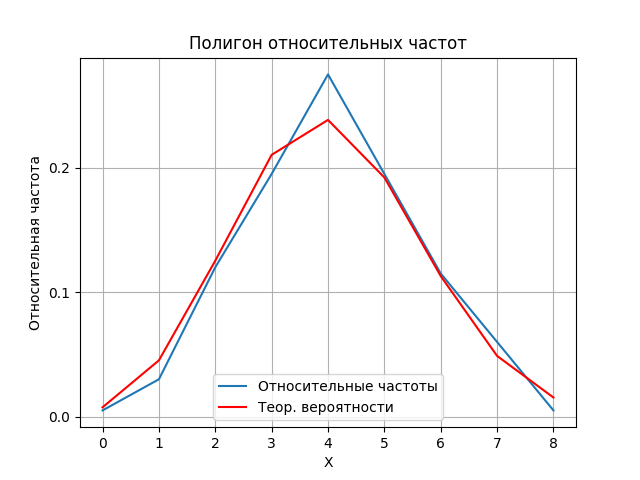 Полигон относительных частот
Относительная частота
0.2
0.1
0.0
Относительные частоты
Теор. вероятности
0 1 2 3 4 5 6 7 8
X